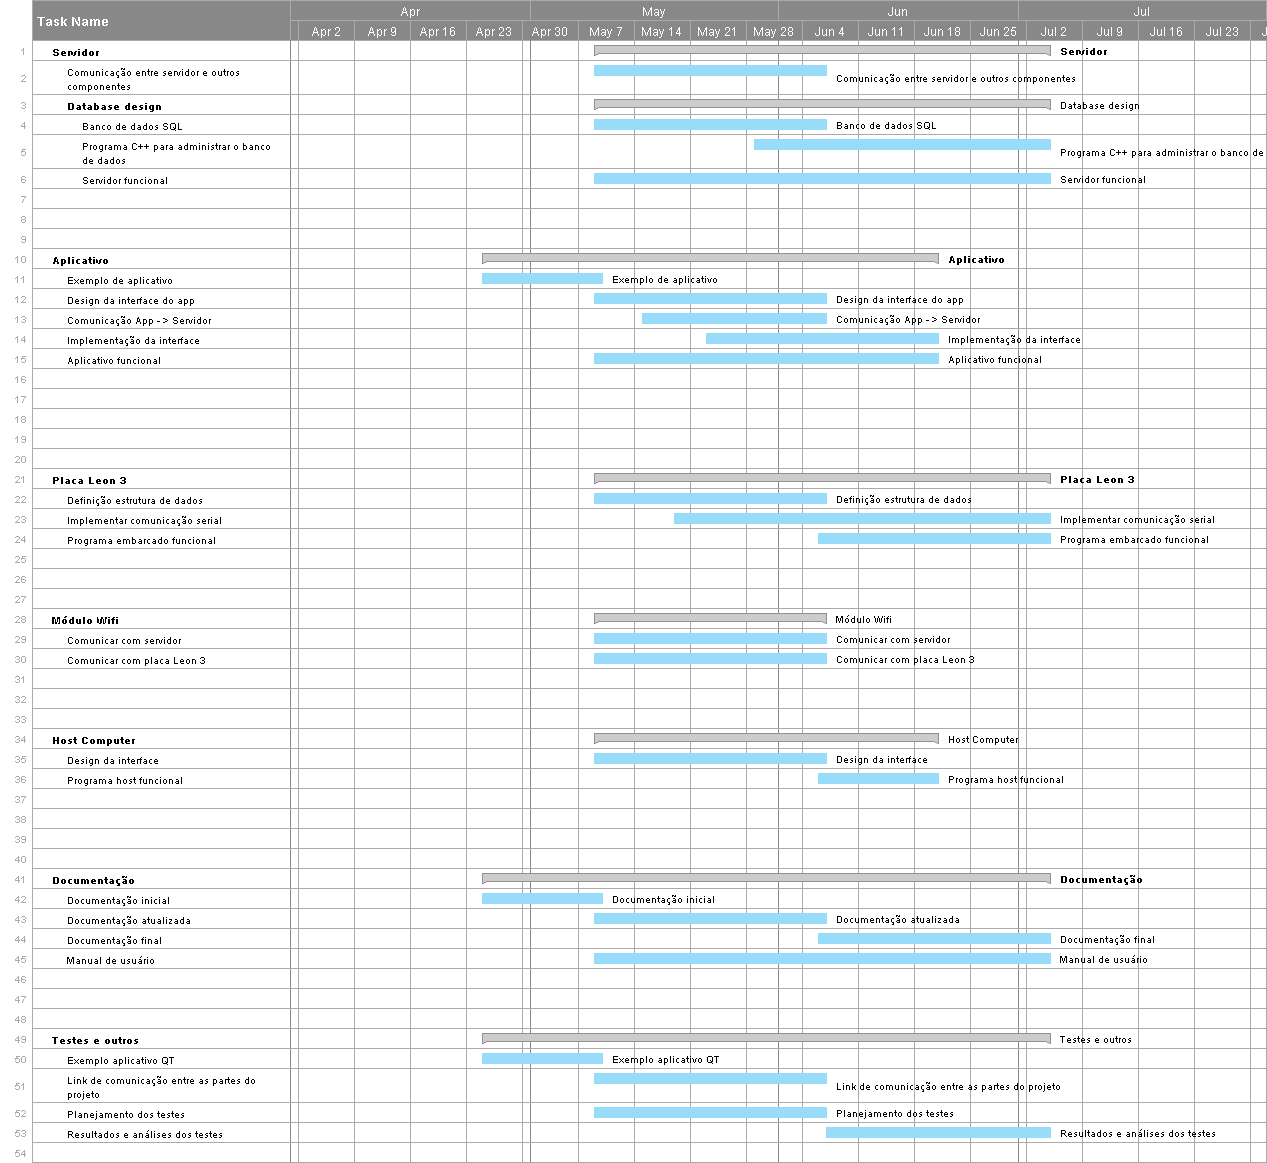 Task Name
Apr May Jun Jul
Apr 2 Apr 9 Apr 16 Apr 23 Apr 30 May 7 May 14 May 21 May 28 Jun 4 Jun 11 Jun 18 Jun 25 Jul 2 Jul 9 Jul 16 Jul 23 J
1 Servidor Servidor
2 Comunicação entre servidor e outros
componentes Comunicação entre servidor e outros componentes
3 Database design Database design
4 Banco de dados SQL Banco de dados SQL
5 Programa C++ para administrar o banco
de dados Programa C++ para administrar o banco de
6 Servidor funcional Servidor funcional
7
8
9
10 Aplicativo Aplicativo
11 Exemplo de aplicativo Exemplo de aplicativo
12 Design da interface do app Design da interface do app
13 Comunicação App -> Servidor Comunicação App -> Servidor
14 Implementação da interface Implementação da interface
15 Aplicativo funcional Aplicativo funcional
16
17
18
19
20
21 Placa Leon 3 Placa Leon 3
22 Definição estrutura de dados Definição estrutura de dados
23 Implementar comunicação serial Implementar comunicação serial
24 Programa embarcado funcional Programa embarcado funcional
25
26
27
28 Módulo Wifi Módulo Wifi
29 Comunicar com servidor Comunicar com servidor
30 Comunicar com placa Leon 3 Comunicar com placa Leon 3
31
32
33
34 Host Computer Host Computer
35 Design da interface Design da interface
36 Programa host funcional Programa host funcional
37
38
39
40
41 Documentação Documentação
42 Documentação inicial Documentação inicial
43 Documentação atualizada Documentação atualizada
44 Documentação final Documentação final
45 Manual de usuário Manual de usuário
46
47
48
49 Testes e outros Testes e outros
50 Exemplo aplicativo QT Exemplo aplicativo QT
51 Link de comunicação entre as partes do
projeto Link de comunicação entre as partes do projeto
52 Planejamento dos testes Planejamento dos testes
53 Resultados e análises dos testes Resultados e análises dos testes
54